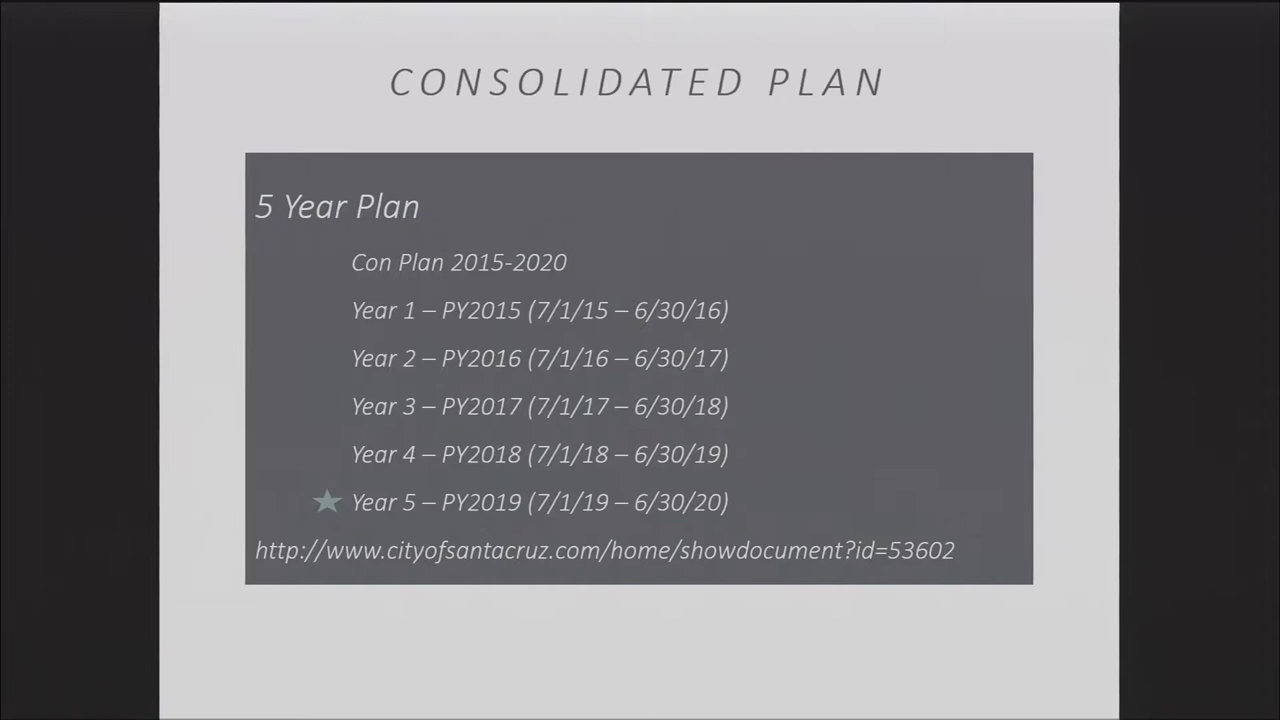 CONSOLIDATED PLAN
5 Year Plan
Con Plan 2015-2020
Year 1 – PY2015 (7/1/15 – 6/30/16)
Year 2 – PY2016 (7/1/16 – 6/30/17)
Year 3 – PY2017 (7/1/17 – 6/30/18)
Year 4 – PY2018 (7/1/18 – 6/30/19)
Year 5 – PY2019 (7/1/19 – 6/30/20)
http://www.cityofsantacruz.com/home/showdocument?id=53602